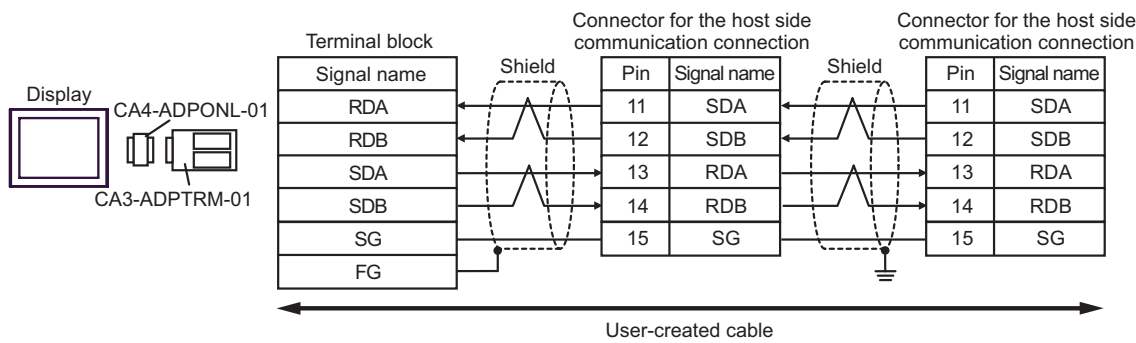 Connector for the host side
communication connection
Connector for the host side
communication connection
Terminal block
Display
CA4-ADPONL-01
CA3-ADPTRM-01
Signal name
RDA
RDB
SDA
SDB
SG
FG
Shield
Pin Signal name
11 SDA
12 SDB
13 RDA
14 RDB
15 SG
Shield
Pin Signal name
11 SDA
12 SDB
13 RDA
14 RDB
15 SG
User-created cable